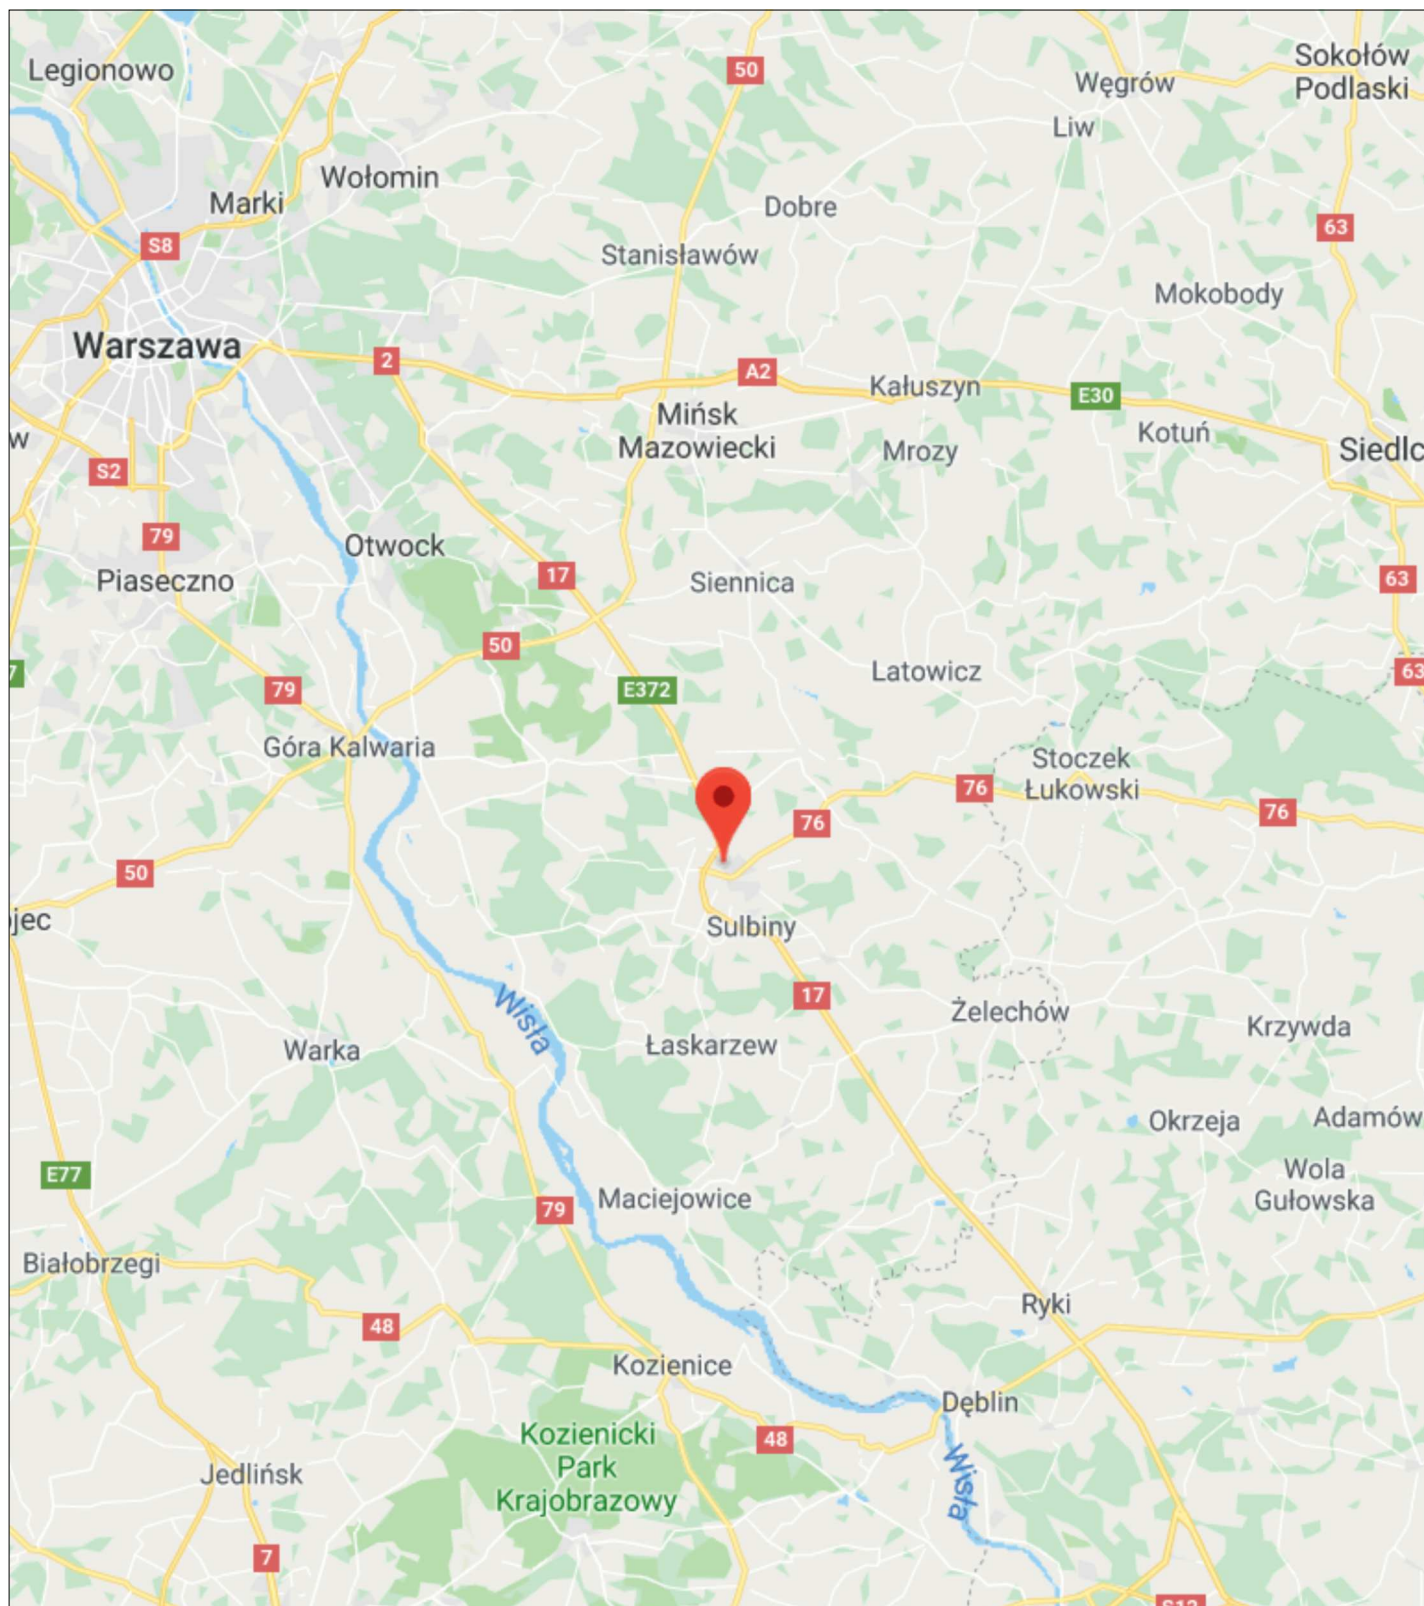 50
Sokołów
Podlaski
Legionowo
Węgrów
Liw
Wołomin
Marki
Dobre
63
S8
Stanisławów
Mokobody
Warszawa
2
A2
Kałuszyn
E30
Mińsk
Mazowiecki
Kotuń
w
Mrozy
Siedlc
S2
79
Otwock
17
Piaseczno
Siennica
63
50
Latowicz
63
7
79
E372
Góra Kalwaria
Stoczek
Łukowski
76
76
76
50
jec
Sulbiny
17
Wisła
Żelechów
Krzywda
Warka
Łaskarzew
Okrzeja
Adamów
E77
Wola
Gułowska
79
Maciejowice
Białobrzegi
Ryki
48
Kozienice
Dęblin
Kozienicki
Park
Krajobrazowy
48
Jedlińsk
Wisła
7
S12